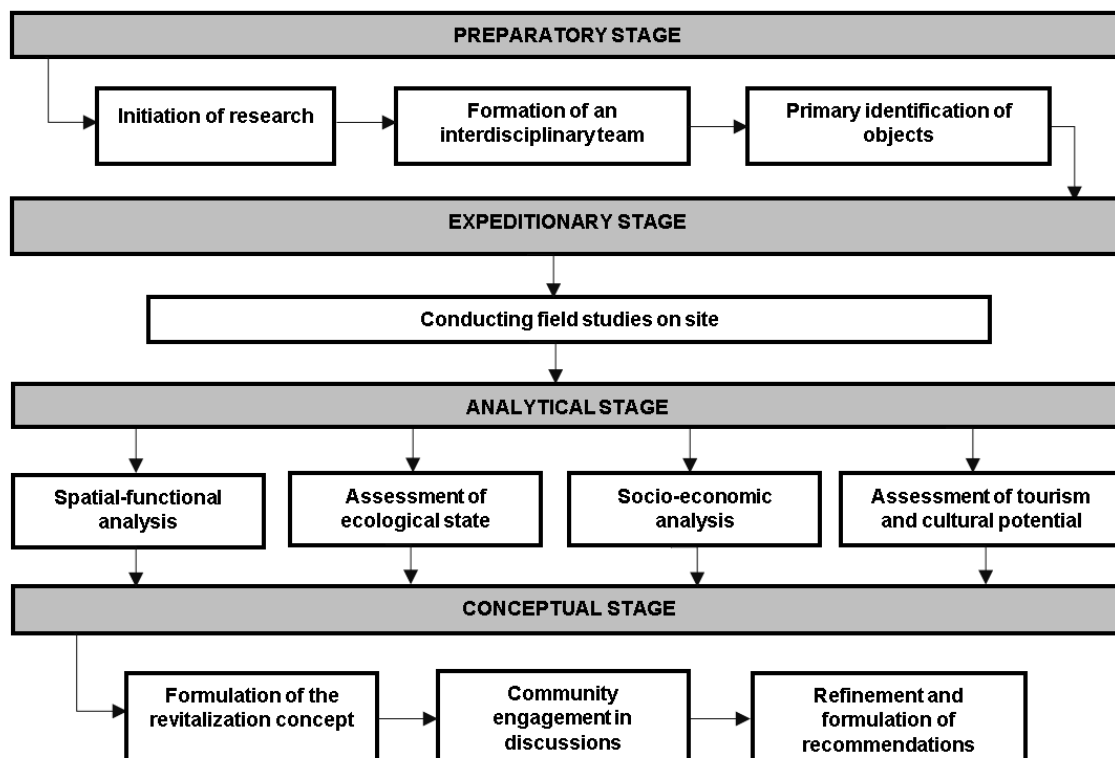 PREPARATORY STAGE
Initiation of research
Formation of an
interdisciplinary team
Primary identification of
objects
EXPEDITIONARY STAGE
Conducting field studies on site
ANALYTICAL STAGE
Spatial-functional
analysis
Assessment of
ecological state
Socio-economic
analysis
Assessment of tourism
and cultural potential
CONCEPTUAL STAGE
Formulation of the
revitalization concept
Community
engagement in
discussions
Refinement and
formulation of
recommendations